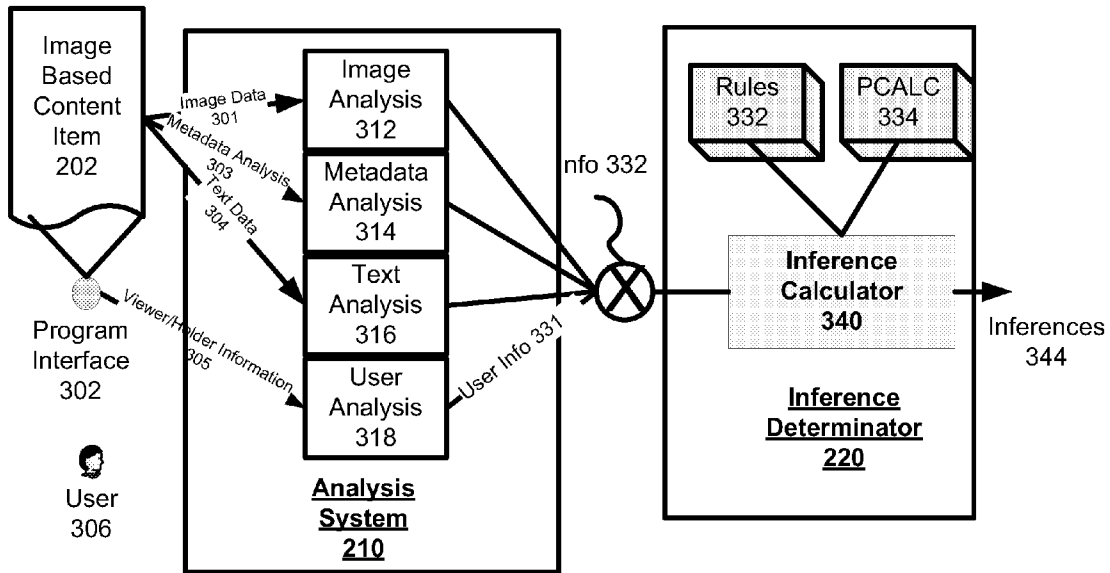 Image
Based
Content
Item
202
Program
Interface
302
User
306
Image Data
301
Metadata Analysis
303
Text Data
304
Viewer/Holder Information
305
Image
Analysis
312
Metadata
Analysis
314
Text
Analysis
316
User
Analysis
318
Analysis
System
210
User Info 331
nfo 332
Rules
332
PCALC
334
Inference
Calculator
340
Inference
Determinator
220
Inferences
344